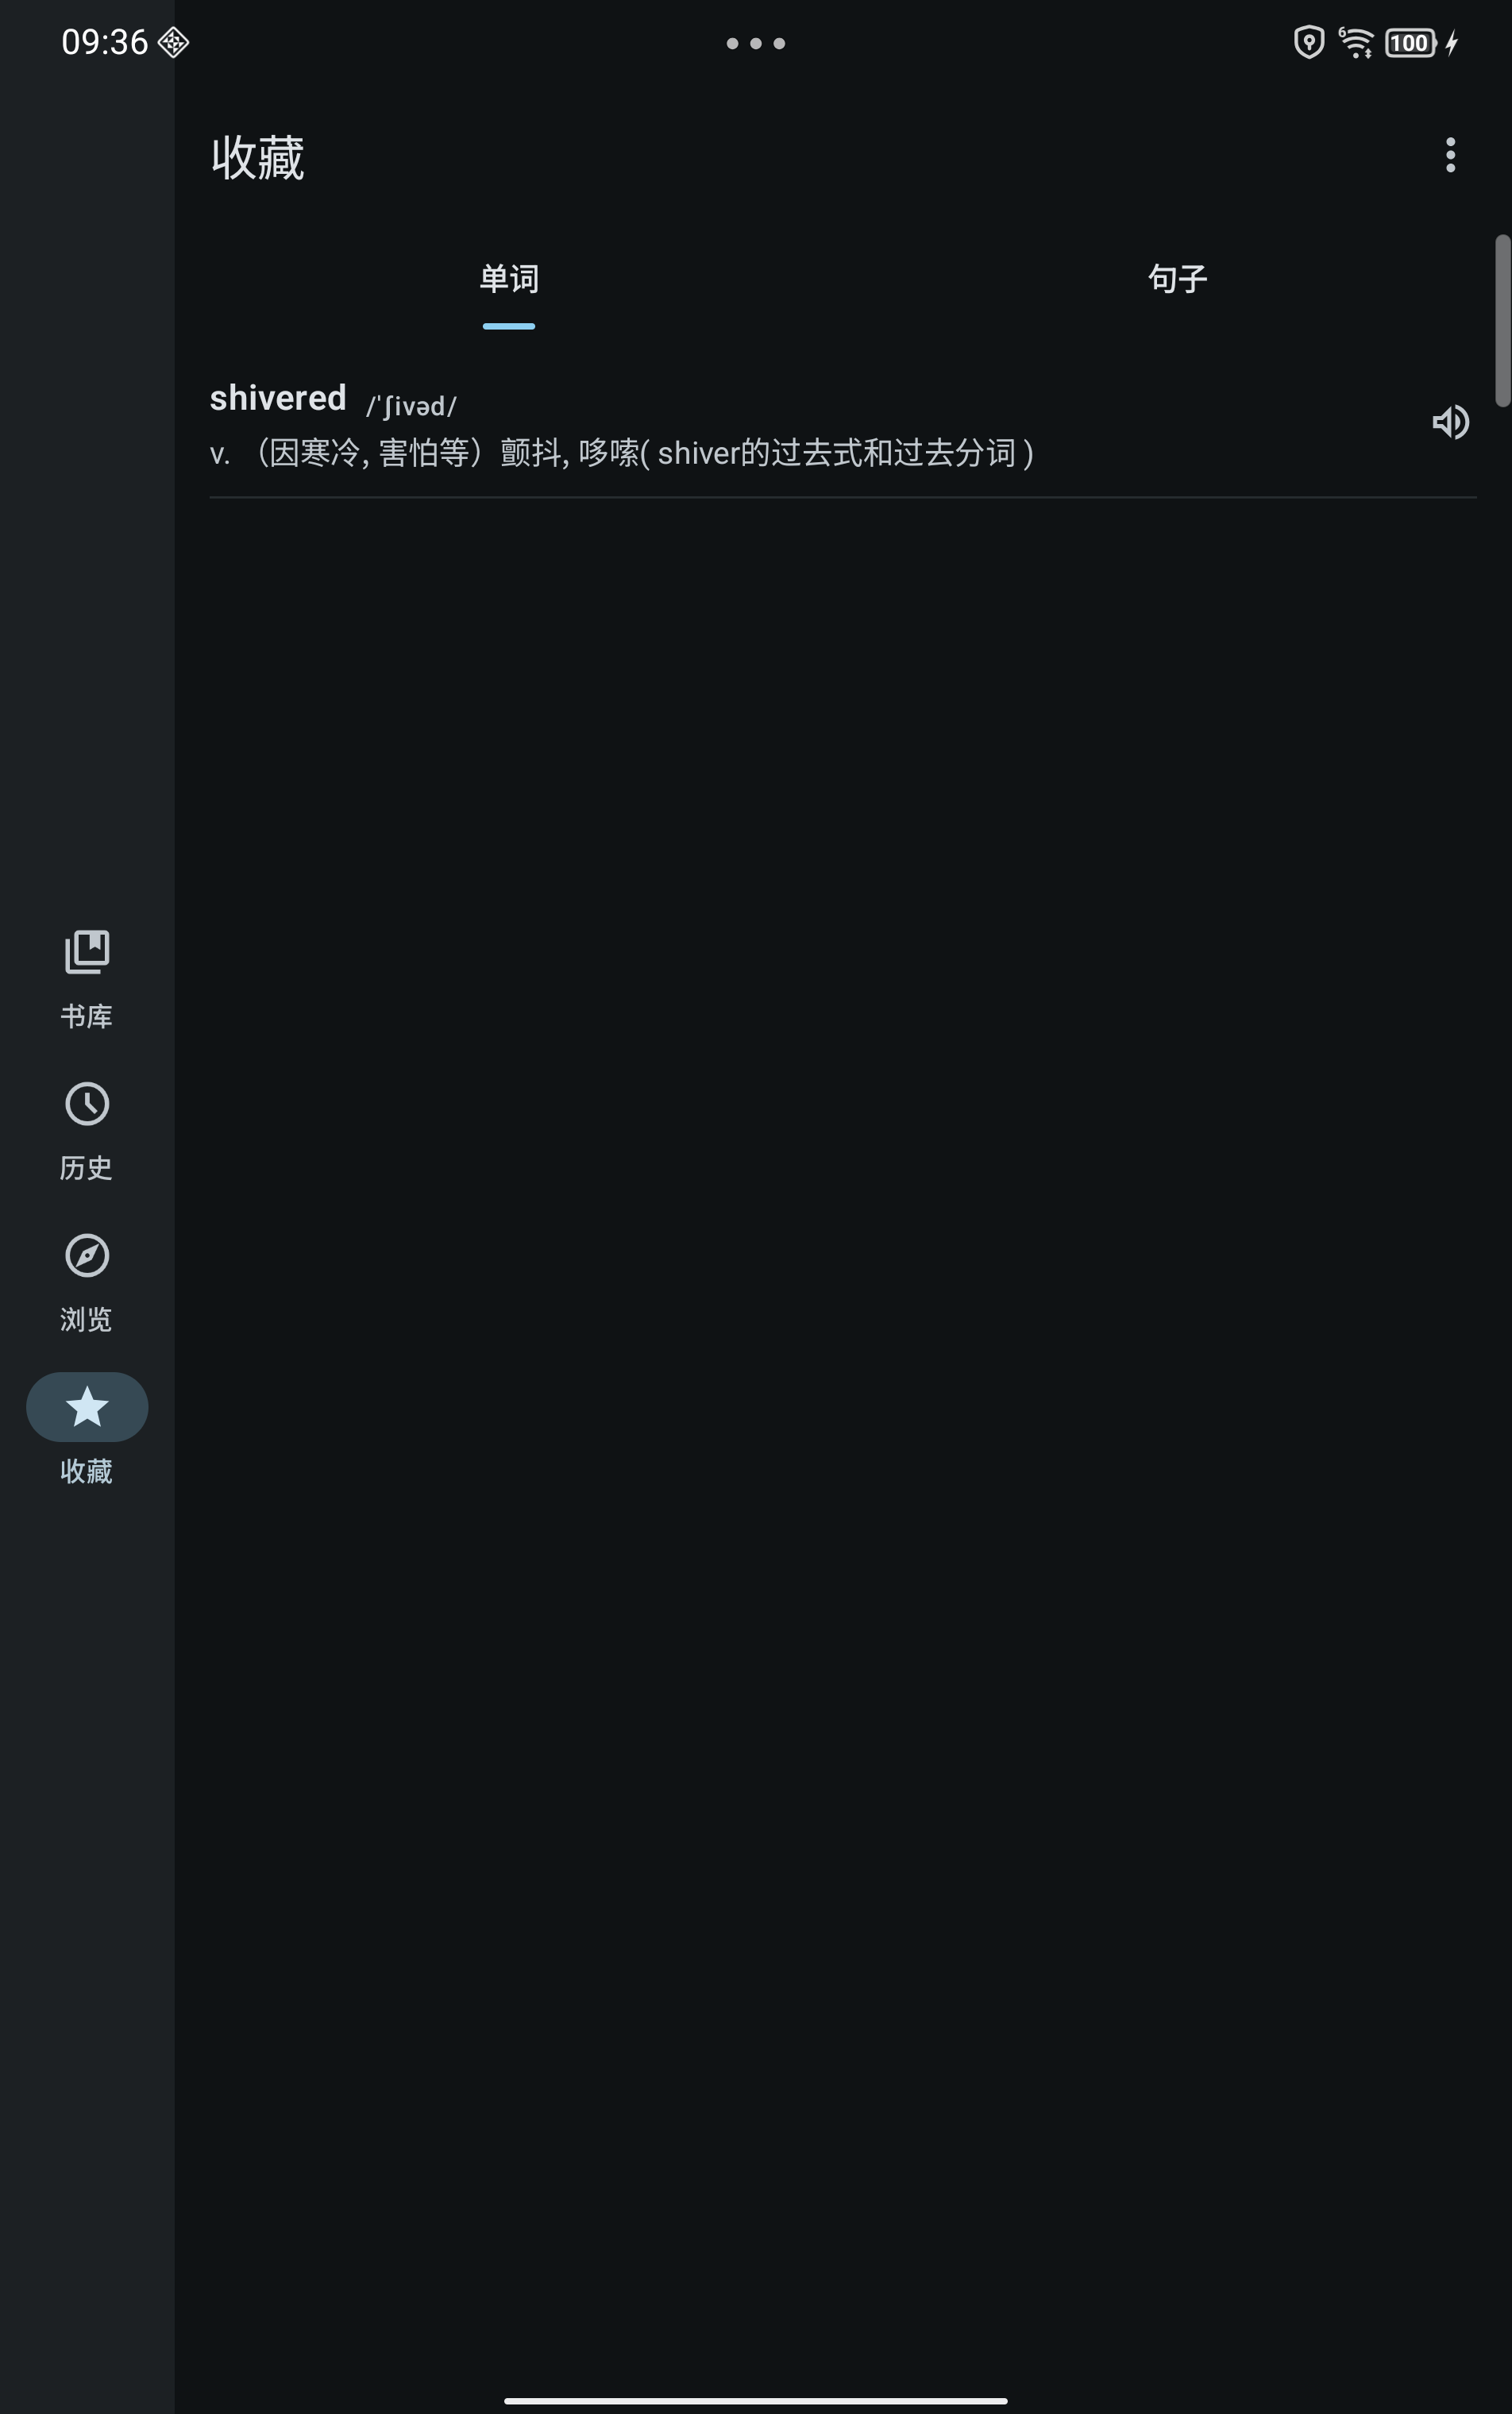 09:36
6
100
收藏
单词
句子
shivered /ˈʃivəd/
v. （因寒冷, 害怕等）颤抖, 哆嗦( shiver的过去式和过去分词 )
书库
历史
浏览
收藏